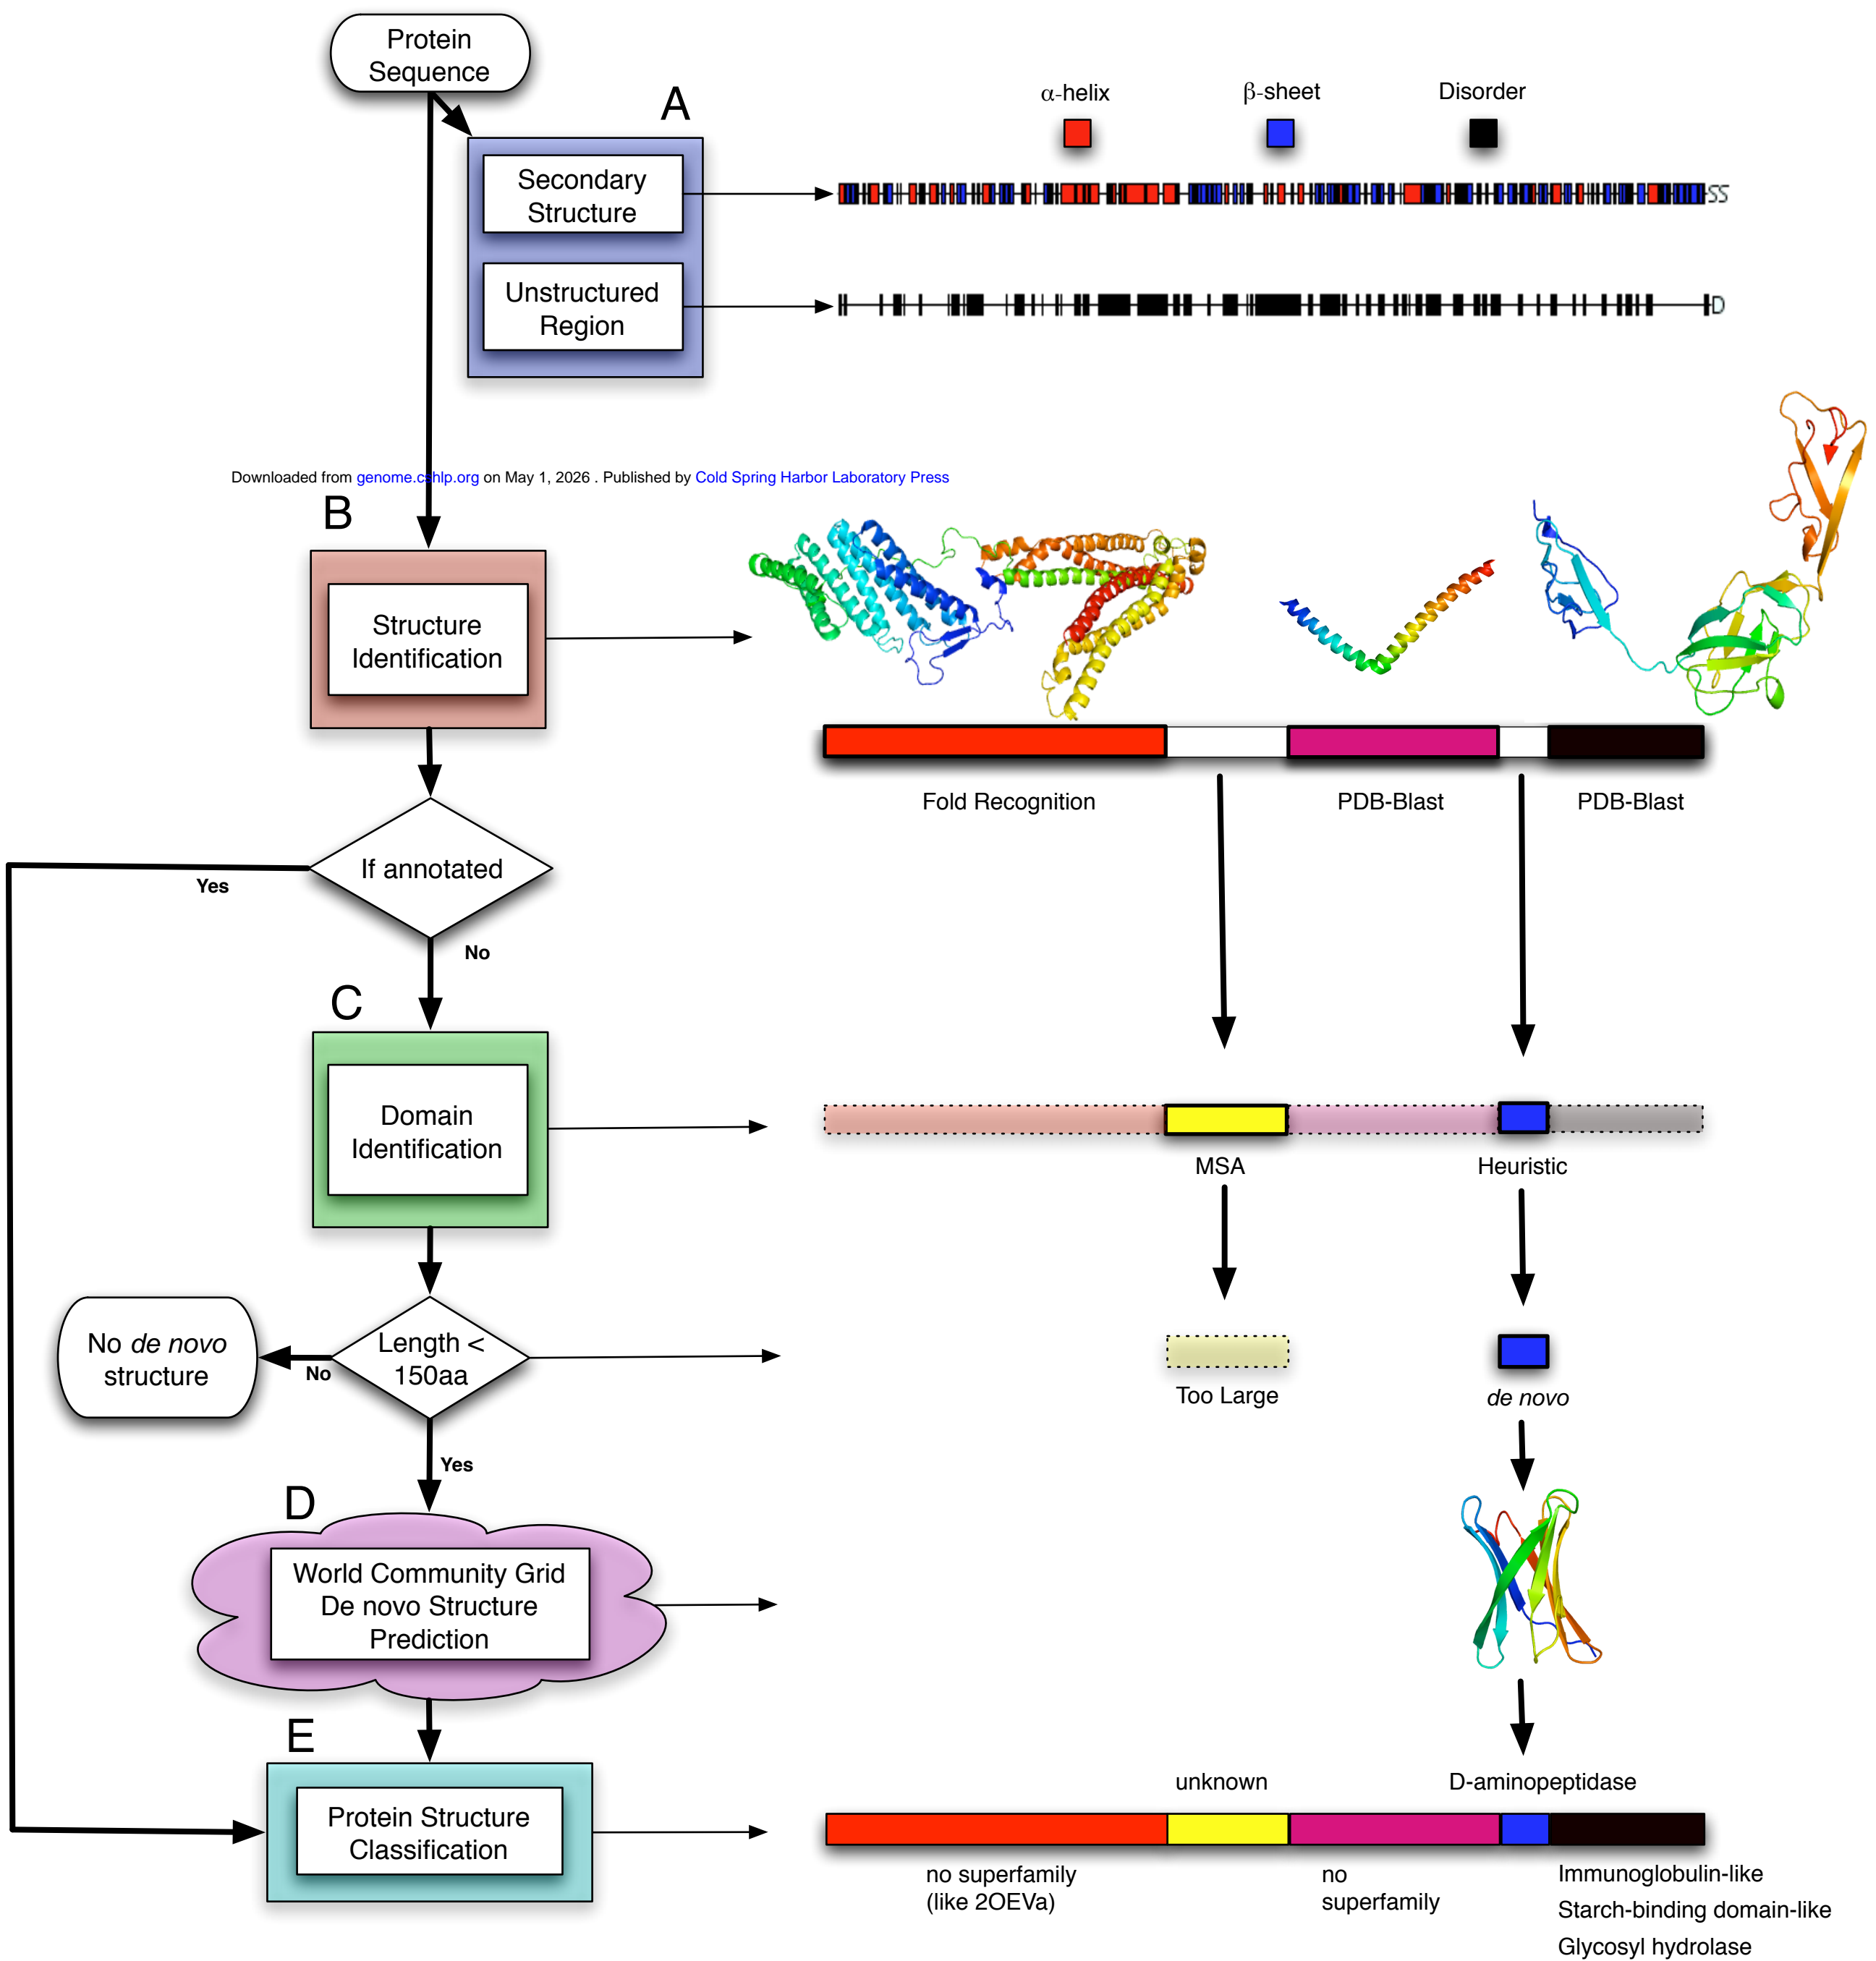 Protein
Sequence
A
α-helix
β-sheet
Disorder
Secondary
Structure
SS
Unstructured
Region
D
Downloaded from genome.cshlp.org on May 1, 2026 . Published by Cold Spring Harbor Laboratory Press
B
Structure
Identification
Fold Recognition
PDB-Blast
PDB-Blast
If annotated
Yes
No
C
Domain
Identification
MSA
Heuristic
No de novo
structure
No
Length <
150aa
Too Large
de novo
Yes
D
World Community Grid
De novo Structure
Prediction
E
Protein Structure
Classification
unknown
D-aminopeptidase
no superfamily
(like 2OEVa)
no
superfamily
Immunoglobulin-like
Starch-binding domain-like
Glycosyl hydrolase